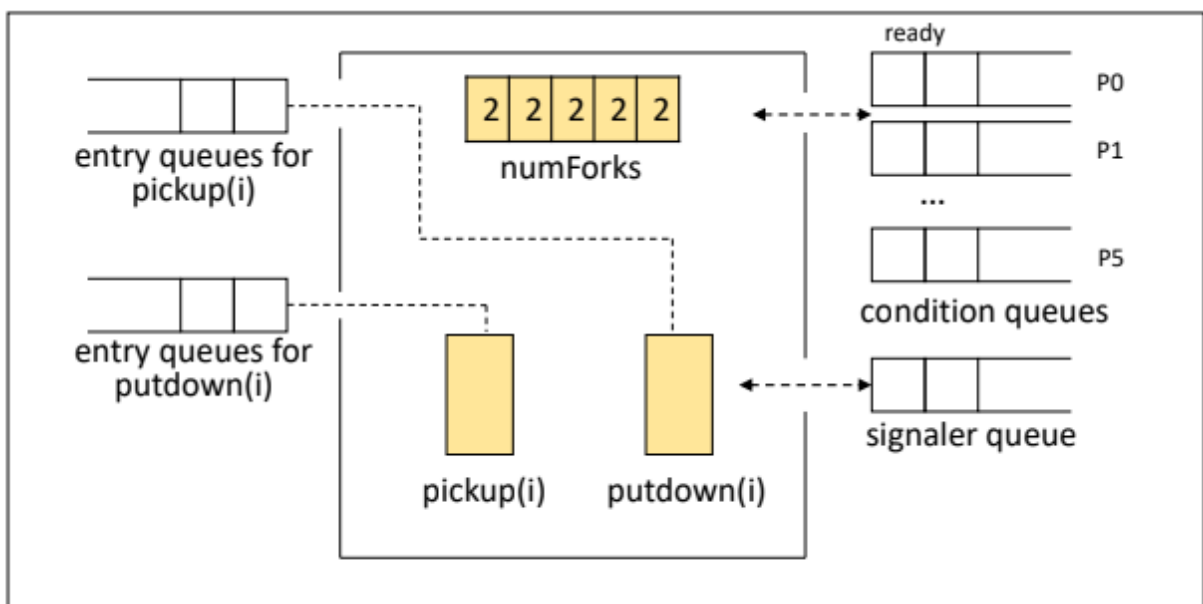 ready
P0
2 2 2 2 2
numForks
entry queues for
pickup(i)
P1
...
P5
condition queues
entry queues for
putdown(i)
signaler queue
pickup(i)
putdown(i)